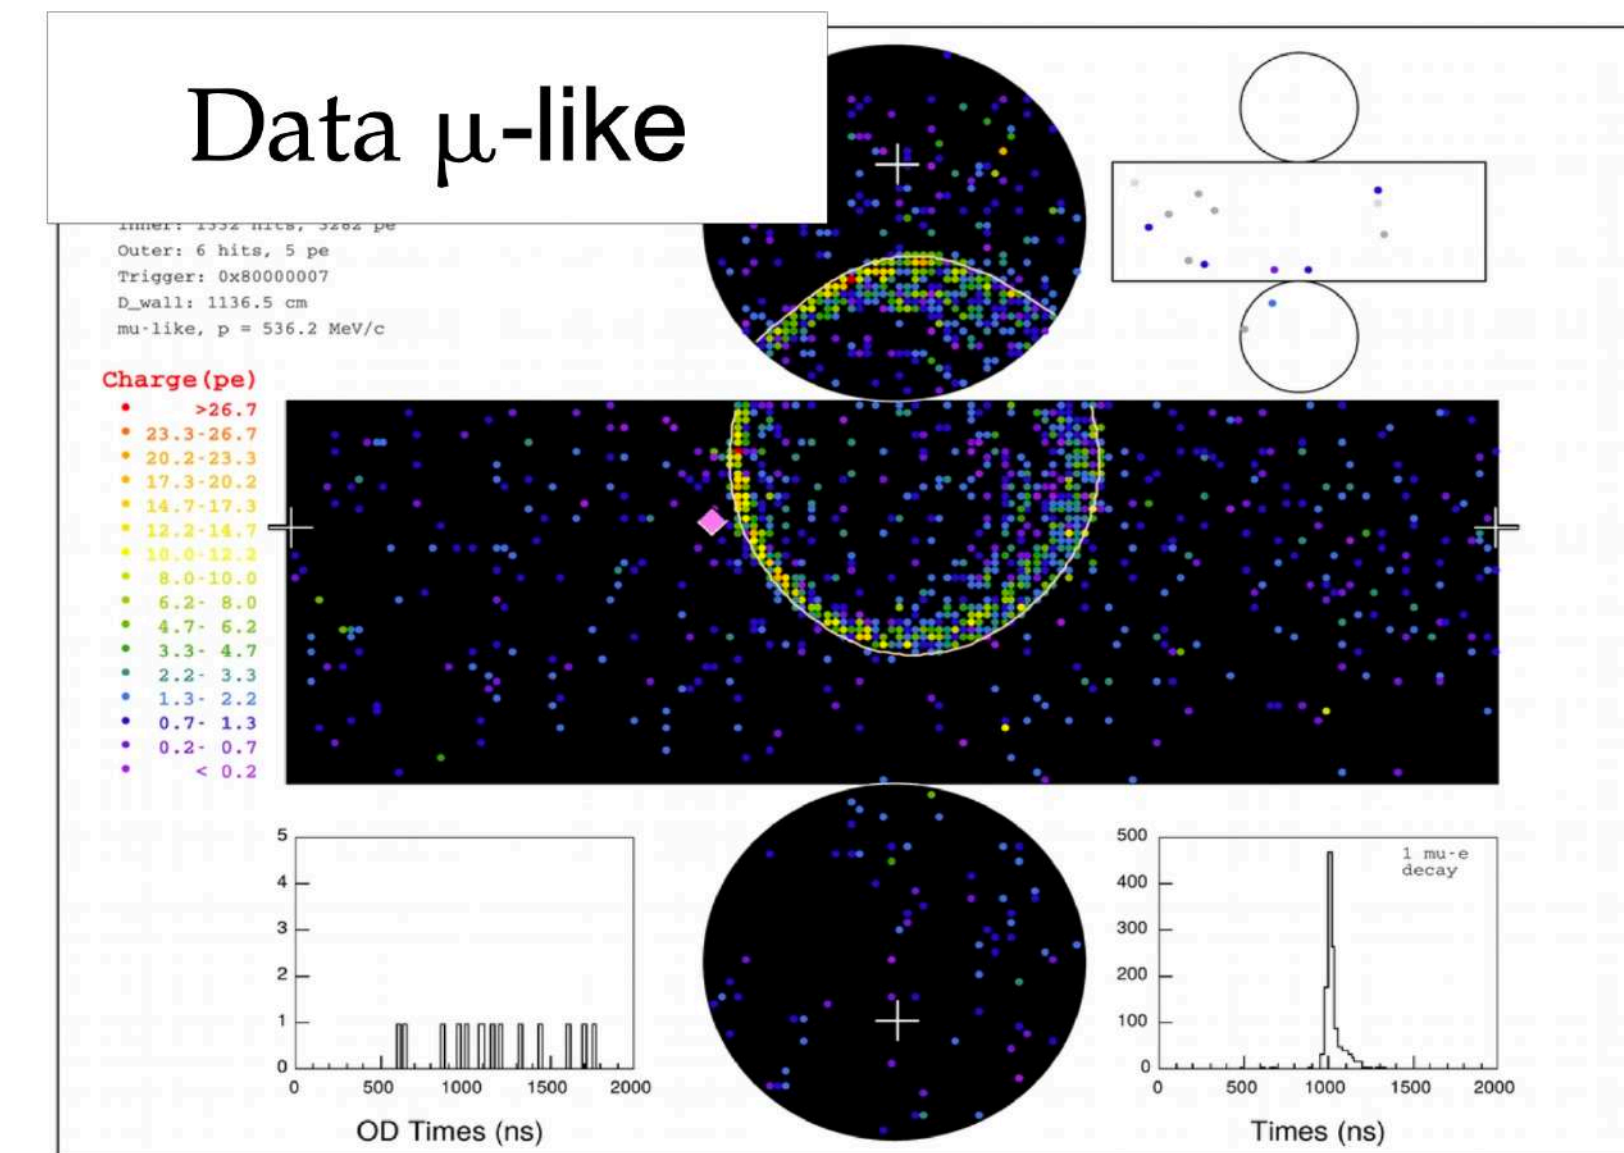 Data μ-like
Inner: 1332 hits, 3282 pe
Outer: 6 hits, 5 pe
Trigger: 0x80000007
D_wall: 1136.5 cm
mu-like, p = 536.2 MeV/c
Charge(pe)
>26.7
23.3-26.7
20.2-23.3
17.3-20.2
14.7-17.3
12.2-14.7
10.0-12.2
8.0-10.0
6.2- 8.0
4.7- 6.2
3.3- 4.7
2.2- 3.3
1.3- 2.2
0.7- 1.3
0.2- 0.7
< 0.2
5
4
3
2
1
0
0 500 1000 1500 2000
OD Times (ns)
500
400
300
200
100
0
1 mu-e
decay
0 500 1000 1500 2000
Times (ns)